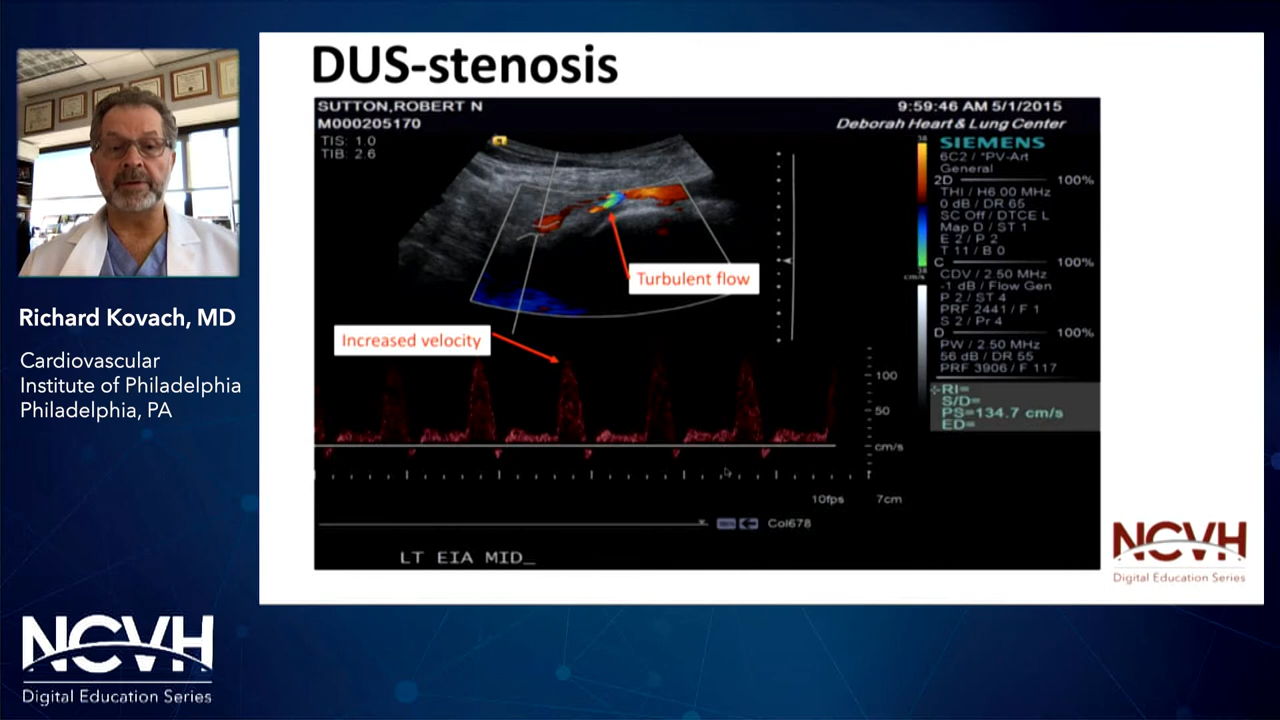 DUS-stenosis
SUTTON,ROBERT N
9:59:46 AM 5/1/2015
M000205170
Deborah Heart & Lung Center
TIS: 1.0
TIB: 2.6
SIEMENS
6C2 / *PV-Art
General
2D 100%
THI / H6.00 MHz
0 dB / DR 65
SC Off / DTCE L
Map D / ST 1
E 2 / P 2
T 11 / B 0
C 100%
CDV / 2.50 MHz
-1 dB / Flow Gen
P 2 / ST 4
PRF 2441 / F 1
S 2 / Pr 4
D 100%
PW / 2.50 MHz
56 dB / DR 55
PRF 3906 / F 117
RI=
S/D=
PS=134.7 cm/s
ED=
38
38
cm/s
Turbulent flow
Increased velocity
100
50
cm/s
10fps
7cm
Col678
LT EIA MID_
Richard Kovach, MD
Cardiovascular
Institute of Philadelphia
Philadelphia, PA
NCVH
Digital Education Series
NCVH
Digital Education Series